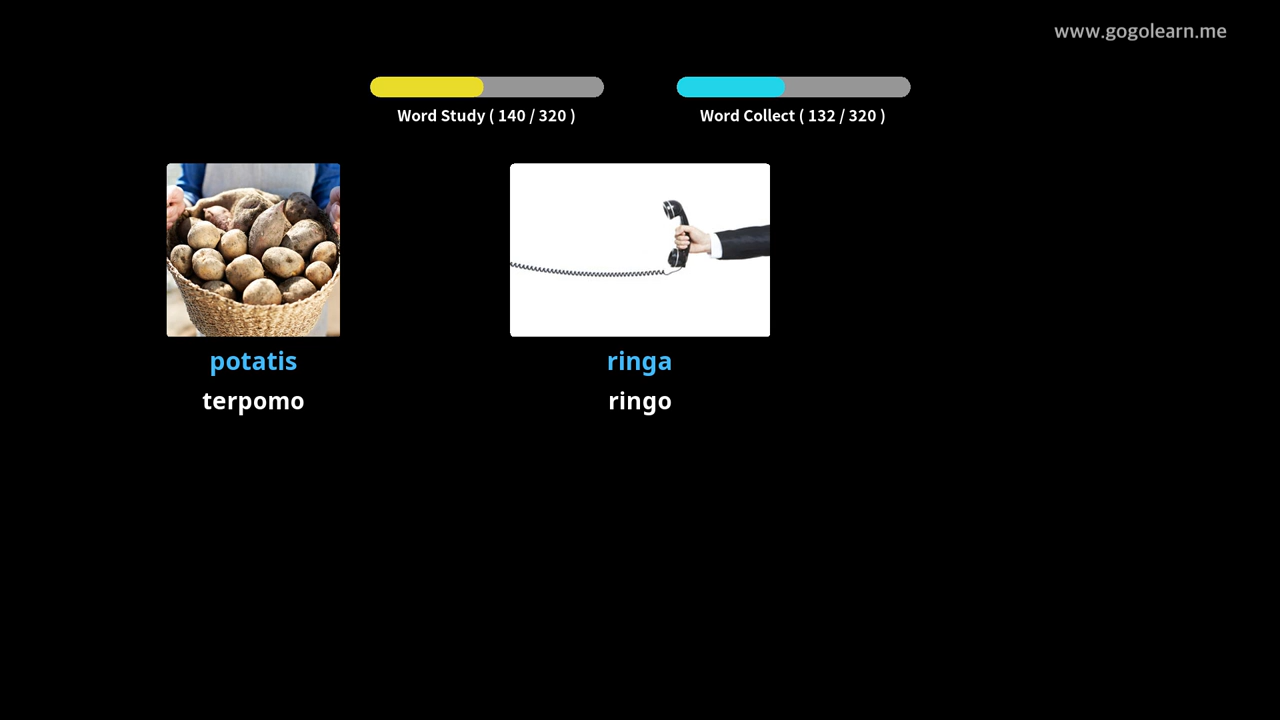 www.gogolearn.me
Word Study ( 140 / 320 )
Word Collect ( 132 / 320 )
potatis
terpomo
ringa
ringo